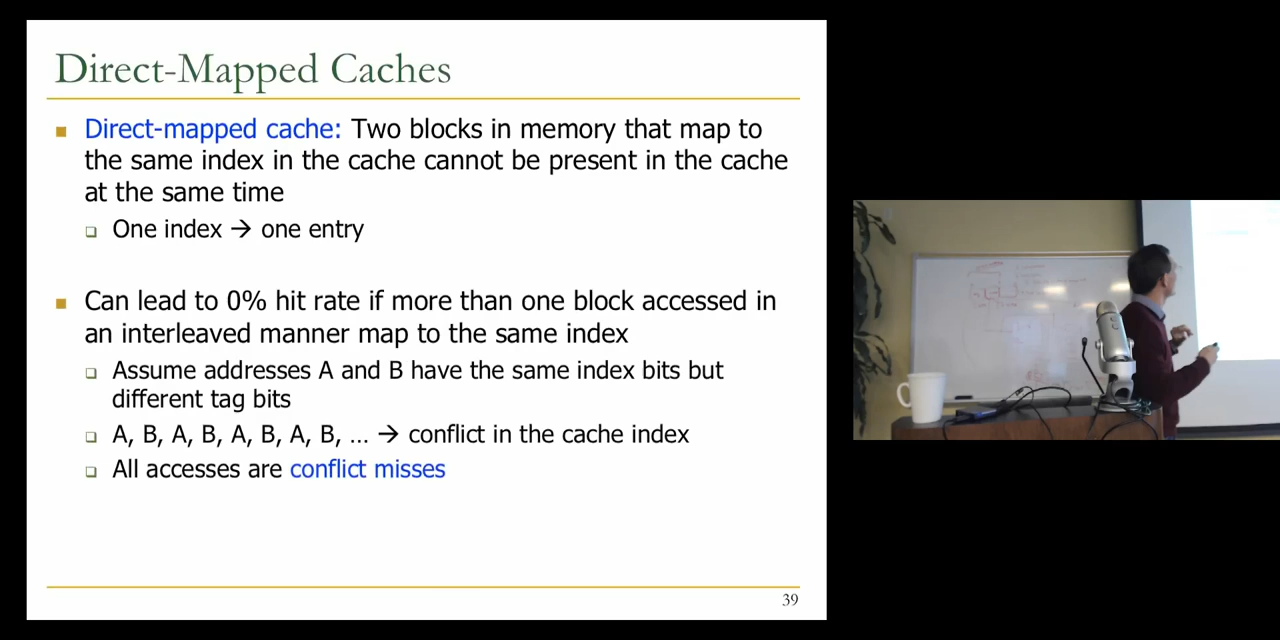 Direct-Mapped Caches
Direct-mapped cache: Two blocks in memory that map to
the same index in the cache cannot be present in the cache
at the same time
One index → one entry
Can lead to 0% hit rate if more than one block accessed in
an interleaved manner map to the same index
Assume addresses A and B have the same index bits but
different tag bits
A, B, A, B, A, B, A, B, … → conflict in the cache index
All accesses are conflict misses
39